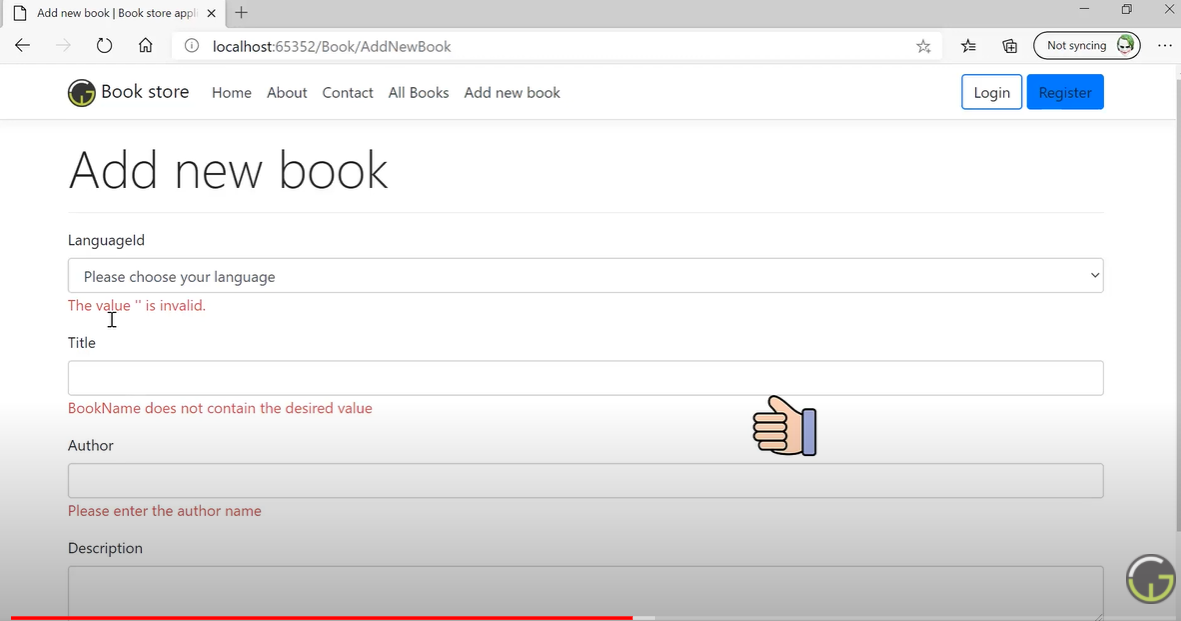 Add new book | Book store appl
localhost:65352/Book/AddNewBook
Not syncing
Book store Home About Contact All Books Add new book Login Register
Add new book
LanguageId
Please choose your language
The value '' is invalid.
Title
BookName does not contain the desired value
Author
Please enter the author name
Description